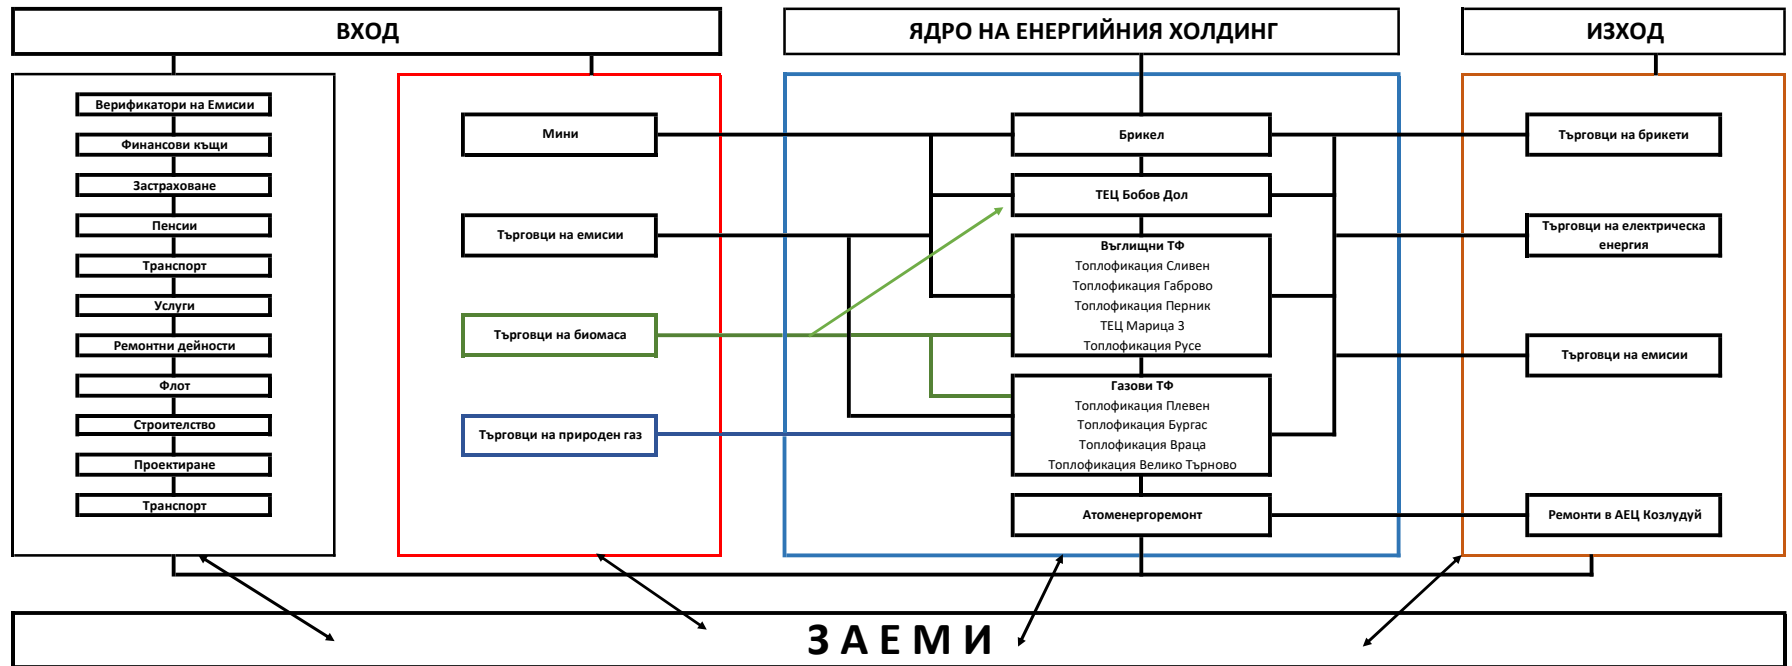 ВХОД
ЯДРО НА ЕНЕРГИЙНИЯ ХОЛДИНГ
ИЗХОД
Верификатори на Емисии
Финансови къщи
Застраховане
Пенсии
Транспорт
Услуги
Ремонтни дейности
Флот
Строителство
Проектиране
Транспорт
Мини
Търговци на емисии
Търговци на биомаса
Търговци на природен газ
Брикел
ТЕЦ Бобов Дол
Въглищни ТФ
Топлофикация Сливен
Топлофикация Габрово
Топлофикация Перник
ТЕЦ Марица 3
Топлофикация Русе
Газови ТФ
Топлофикация Плевен
Топлофикация Бургас
Топлофикация Враца
Топлофикация Велико Търново
Атоменергоремонт
Търговци на брикети
Търговци на електрическа
енергия
Търговци на емисии
Ремонти в АЕЦ Козлудуй
З А Е М И